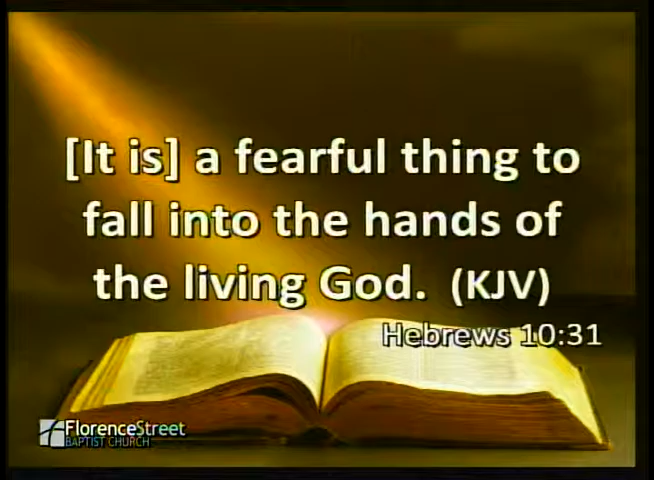 [It is] a fearful thing to
fall into the hands of
the living God. (KJV)
Hebrews 10:31
FlorenceStreet
BAPTIST CHURCH